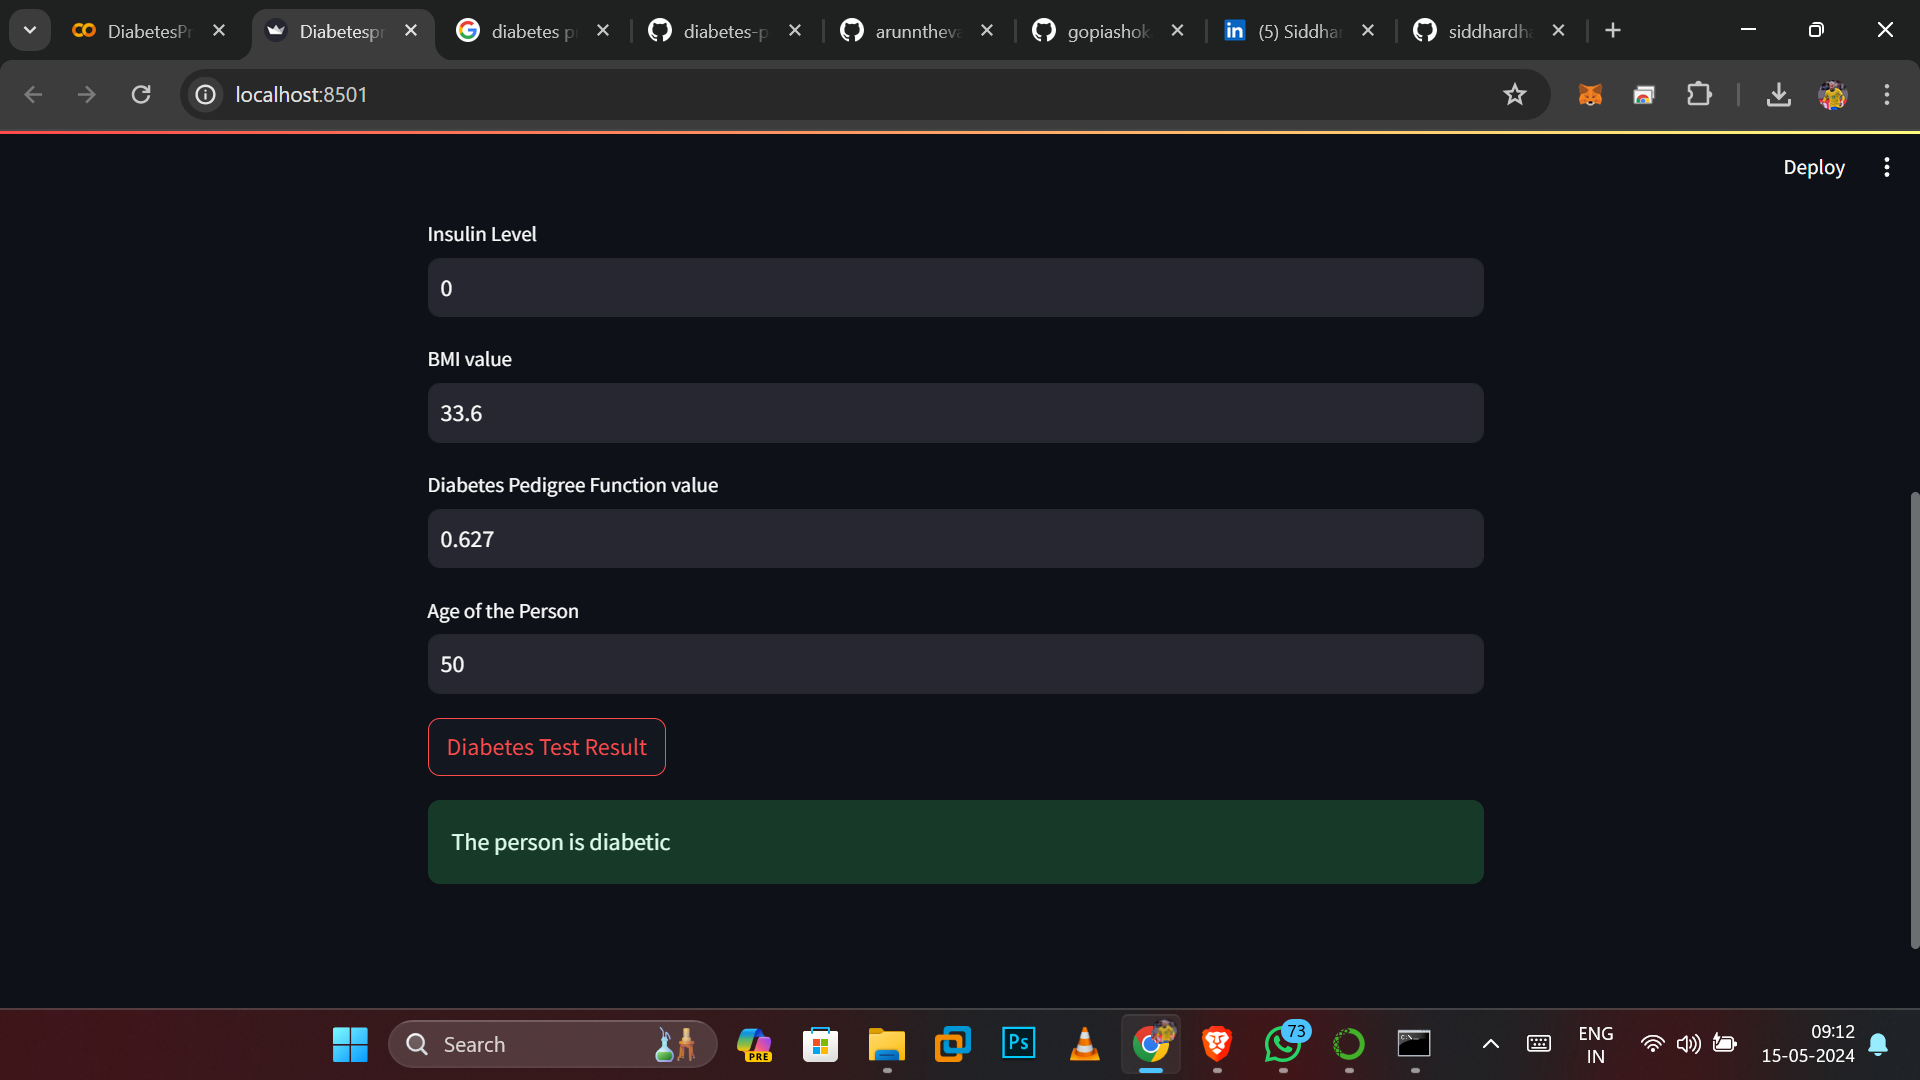 DiabetesPr
Diabetespr
diabetes p
diabetes-p
arunntheva
gopiashok
(5) Siddhar
siddhardh
localhost:8501
Deploy
Insulin Level
0
BMI value
33.6
Diabetes Pedigree Function value
0.627
Age of the Person
50
Diabetes Test Result
The person is diabetic
Search
PRE
Ps
73
ENG
IN
09:12
15-05-2024